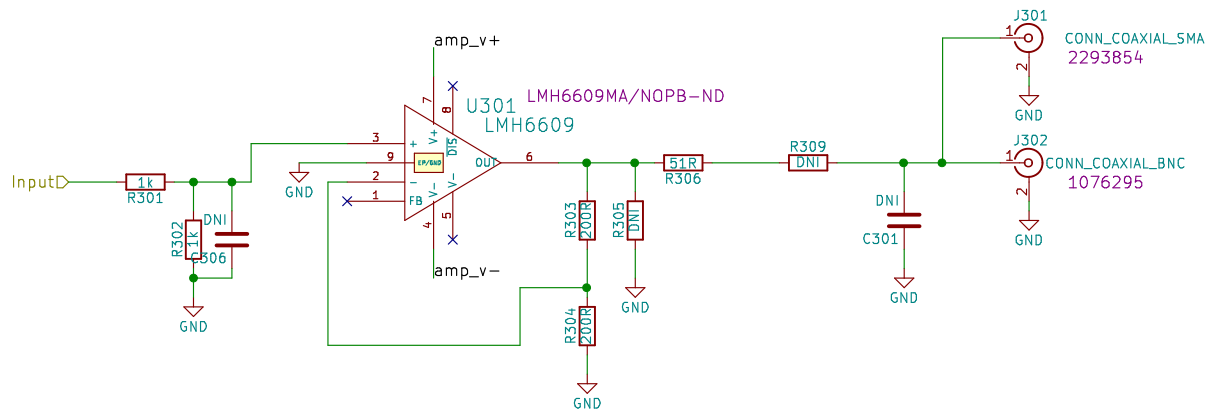 J301
1
CONN_COAXIAL_SMA
2293854
2
GND
amp_v+
7
8
U301
LMH6609MA/NOPB-ND
LMH6609
V+
DIS
3
+
9
EP/GND
OUT
6
GND
2
-
1
FB
V-
V-
4
5
amp_v-
Input
1k
R301
R302
1k
DNI
C306
GND
R303
200R
R305
DNI
51R
R306
R309
DNI
GND
R304
200R
GND
DNI
C301
GND
J302
1
CONN_COAXIAL_BNC
1076295
2
GND